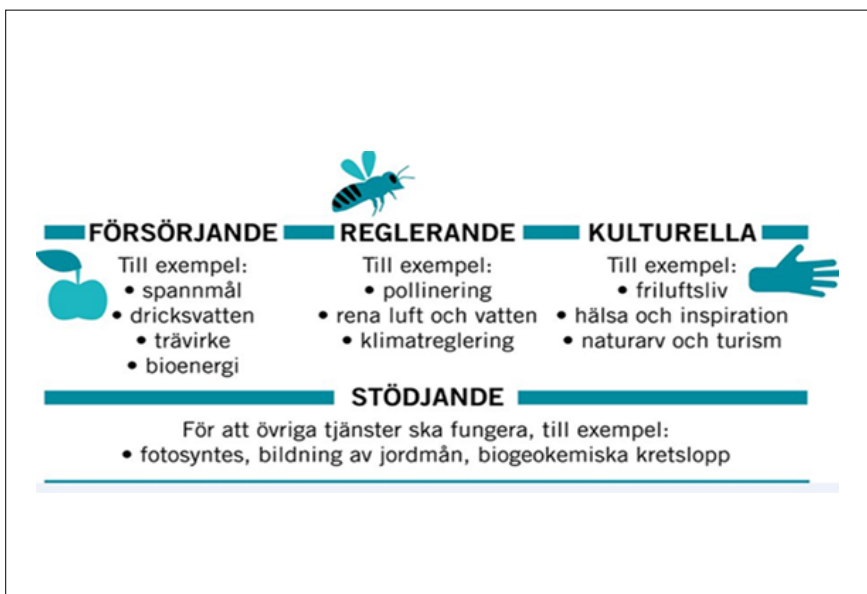 FÖRSÖRJANDE
Till exempel:
• spannmål
• dricksvatten
• trävirke
• bioenergi
REGLERANDE
Till exempel:
• pollinering
• rena luft och vatten
• klimatreglering
KULTURELLA
Till exempel:
• friluftsliv
• hälsa och inspiration
• naturarv och turism
STÖDJANDE
För att övriga tjänster ska fungera, till exempel:
• fotosyntes, bildning av jordmån, biogeokemiska kretslopp